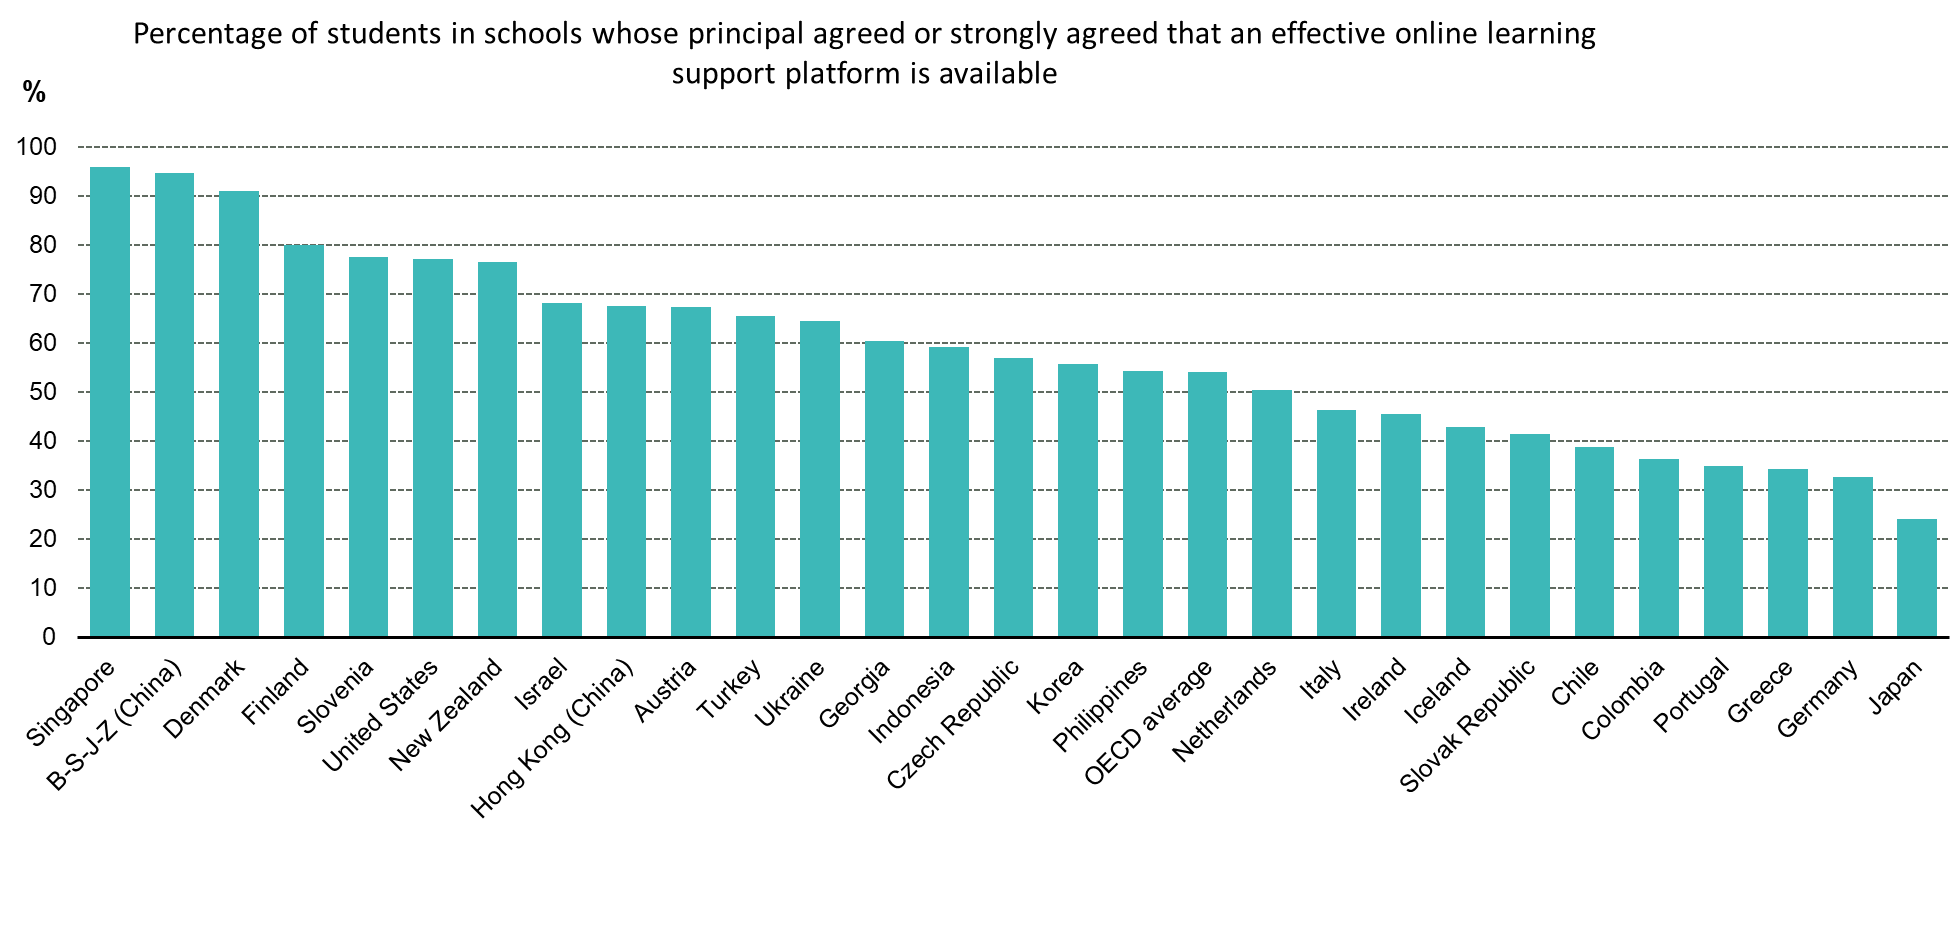 Percentage of students in schools whose principal agreed or strongly agreed that an effective online learning
support platform is available
%
100
90
80
70
60
50
40
30
20
10
0
Singapore
B-S-J-Z (China)
Denmark
Finland
Slovenia
United States
New Zealand
Israel
Hong Kong (China)
Austria
Turkey
Ukraine
Georgia
Indonesia
Czech Republic
Korea
Philippines
OECD average
Netherlands
Italy
Ireland
Iceland
Slovak Republic
Chile
Colombia
Portugal
Greece
Germany
Japan